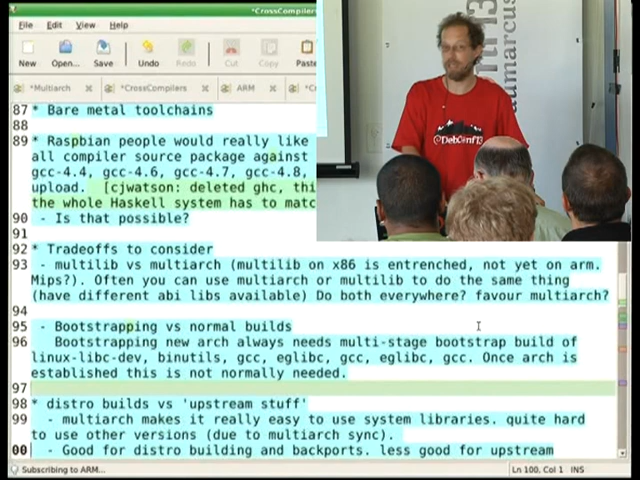 *CrossCompilers
File Edit View Help
New Open... Save Undo Redo Cut Copy Paste
*Multiarch *CrossCompilers ARM
87 * Bare metal toolchains
88
89 * Raspbian people would really like
all compiler source package against
gcc-4.4, gcc-4.6, gcc-4.7, gcc-4.8,
upload. [cjwatson: deleted ghc, thi
the whole Haskell system has to matc
90 - Is that possible?
91
92 * Tradeoffs to consider
93 - multilib vs multiarch (multilib on x86 is entrenched, not yet on arm.
Mips?). Often you can use multiarch or multilib to do the same thing
(have different abi libs available) Do both everywhere? favour multiarch?
94
95 - Bootstrapping vs normal builds
96 Bootstrapping new arch always needs multi-stage bootstrap build of
linux-libc-dev, binutils, gcc, eglibc, gcc, eglibc, gcc. Once arch is
established this is not normally needed.
97
98 * distro builds vs 'upstream stuff'
99 - multiarch makes it really easy to use system libraries. quite hard
to use other versions (due to multiarch sync).
00 - Good for distro building and backports. less good for upstream
Subscribing to ARM... Ln 100, Col 1 INS
DebConf13
aumarcus